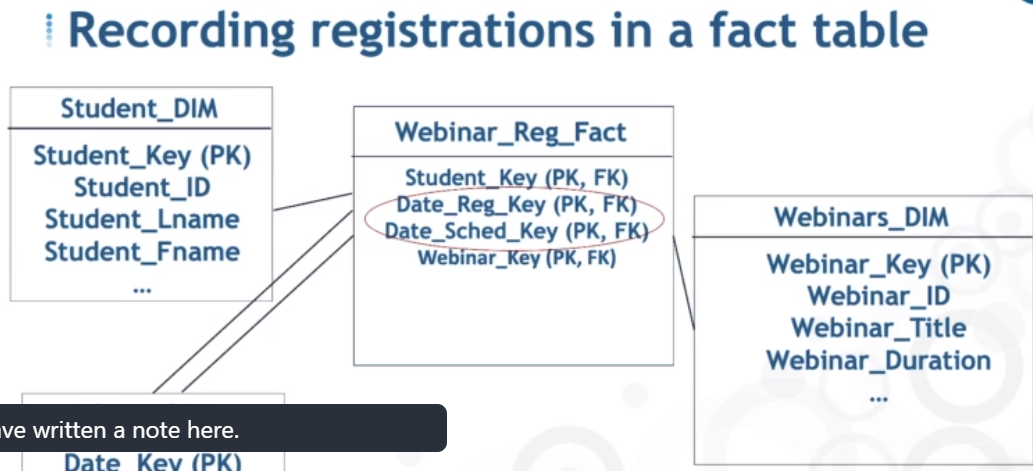 Recording registrations in a fact table
Student_DIM
Student_Key (PK)
Student_ID
Student_Lname
Student_Fname
...
Webinar_Reg_Fact
Student_Key (PK, FK)
Date_Reg_Key (PK, FK)
Date_Sched_Key (PK, FK)
Webinar_Key (PK, FK)
Webinars_DIM
Webinar_Key (PK)
Webinar_ID
Webinar_Title
Webinar_Duration
...
written a note here.
Date_Key (PK)